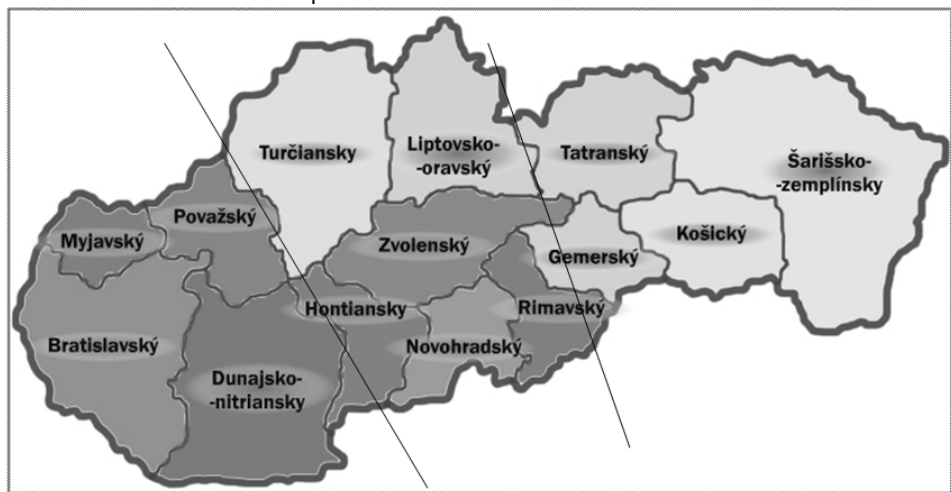 Turčiansky
Liptovsko-
-oravský
Tatranský
Šarišsko-
-zemplínsky
Považský
Myjavský
Zvolenský
Gemerský
Košický
Hontiansky
Rimavský
Bratislavský
Novohradský
Dunajsko-
-nitriansky